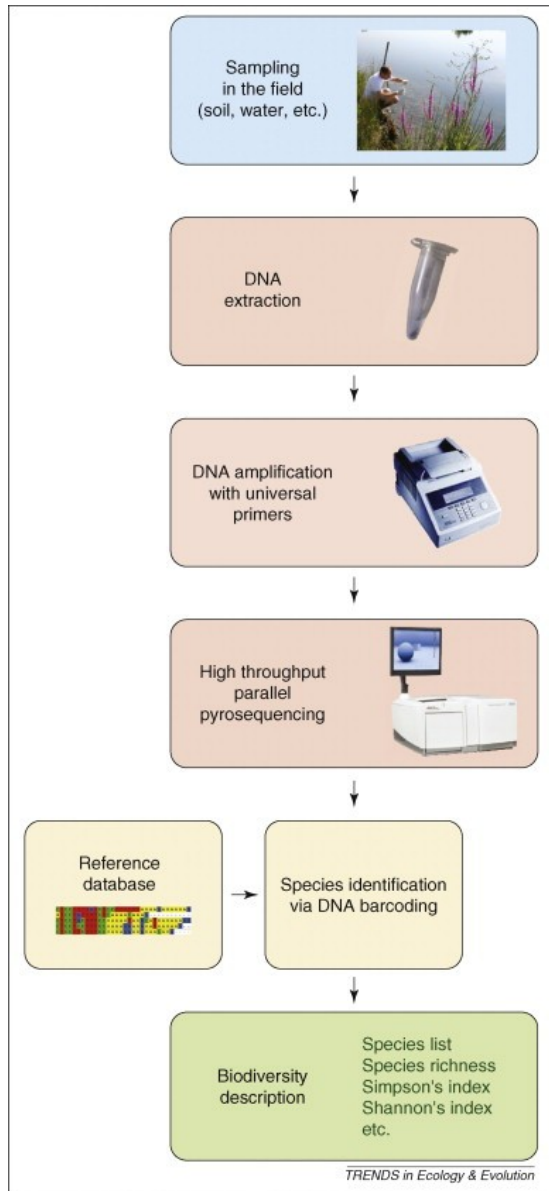 Sampling
in the field
(soil, water, etc.)
DNA
extraction
DNA amplification
with universal
primers
High throughput
parallel
pyrosequencing
Reference
database
Species identification
via DNA barcoding
Biodiversity
description
Species list
Species richness
Simpson's index
Shannon's index
etc.
TRENDS in Ecology & Evolution